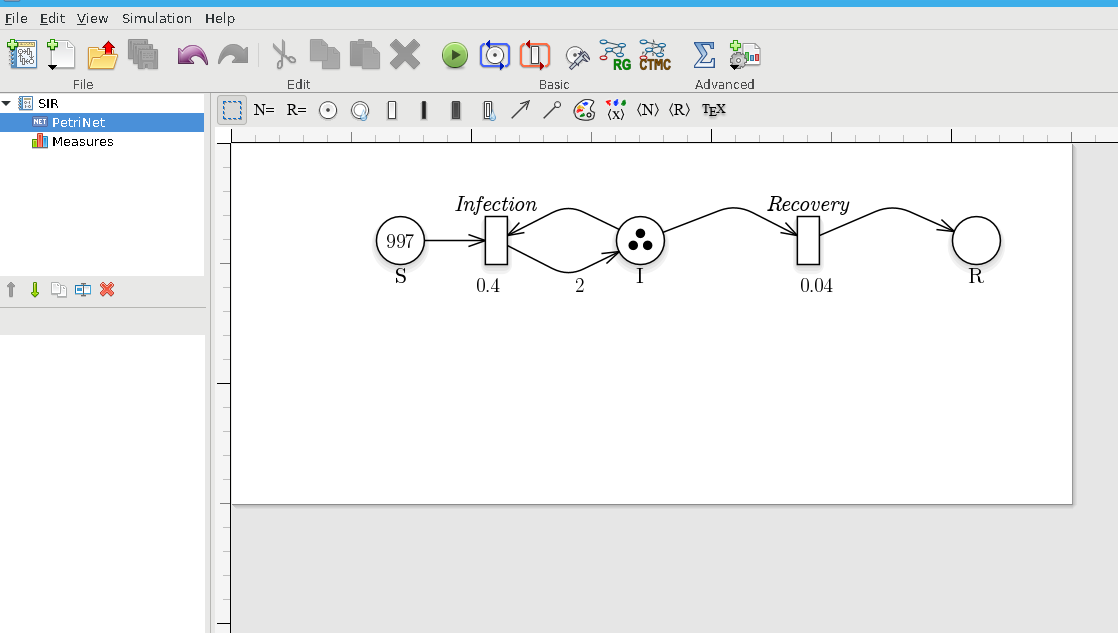 File Edit View Simulation Help
RG CTMC
File Edit Basic Advanced
SIR
NET PetriNet
Measures
N= R= ⟨X⟩ ⟨N⟩ ⟨R⟩ TEX
Infection Recovery
997
S I R
0.4 2 0.04